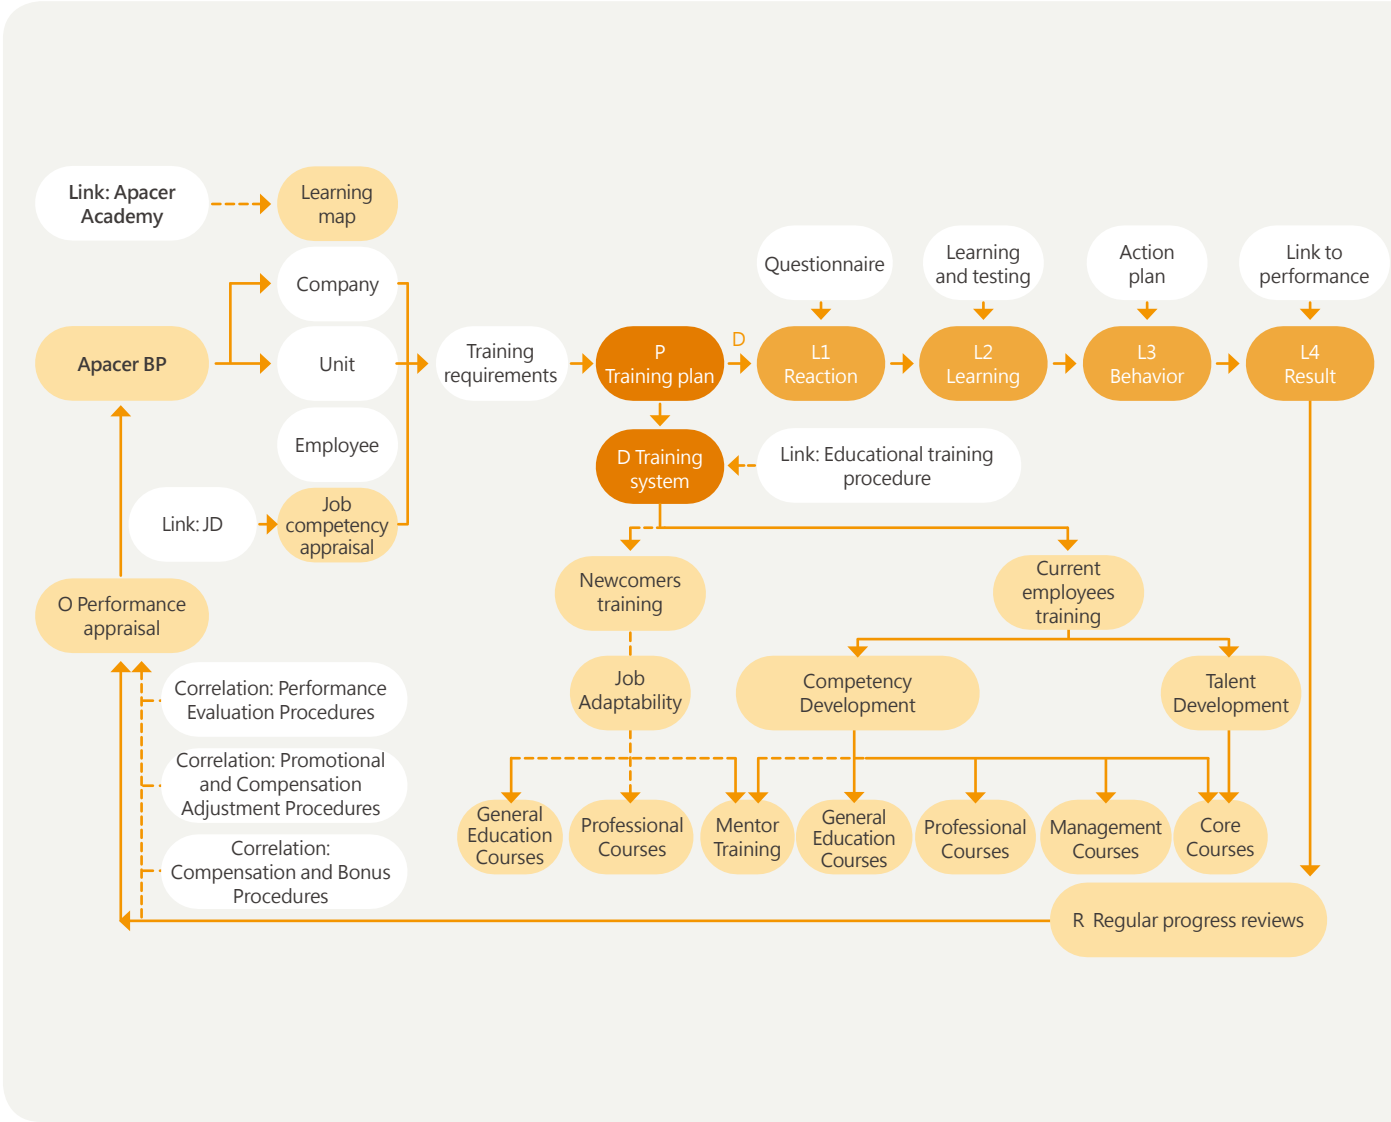 Link: Apacer
Academy
Learning
map
Company
Apacer BP
Unit
Employee
Link: JD
Job
competency
appraisal
O Performance
appraisal
Training
requirements
P
Training plan
D
Questionnaire
L1
Reaction
Learning
and testing
L2
Learning
Action
plan
L3
Behavior
Link to
performance
L4
Result
D Training
system
Link: Educational training
procedure
Newcomers
training
Current
employees
training
Job
Adaptability
Competency
Development
Talent
Development
General
Education
Courses
Professional
Courses
Mentor
Training
General
Education
Courses
Professional
Courses
Management
Courses
Core
Courses
Correlation: Performance
Evaluation Procedures
Correlation: Promotional
and Compensation
Adjustment Procedures
Correlation:
Compensation and Bonus
Procedures
R  Regular progress reviews